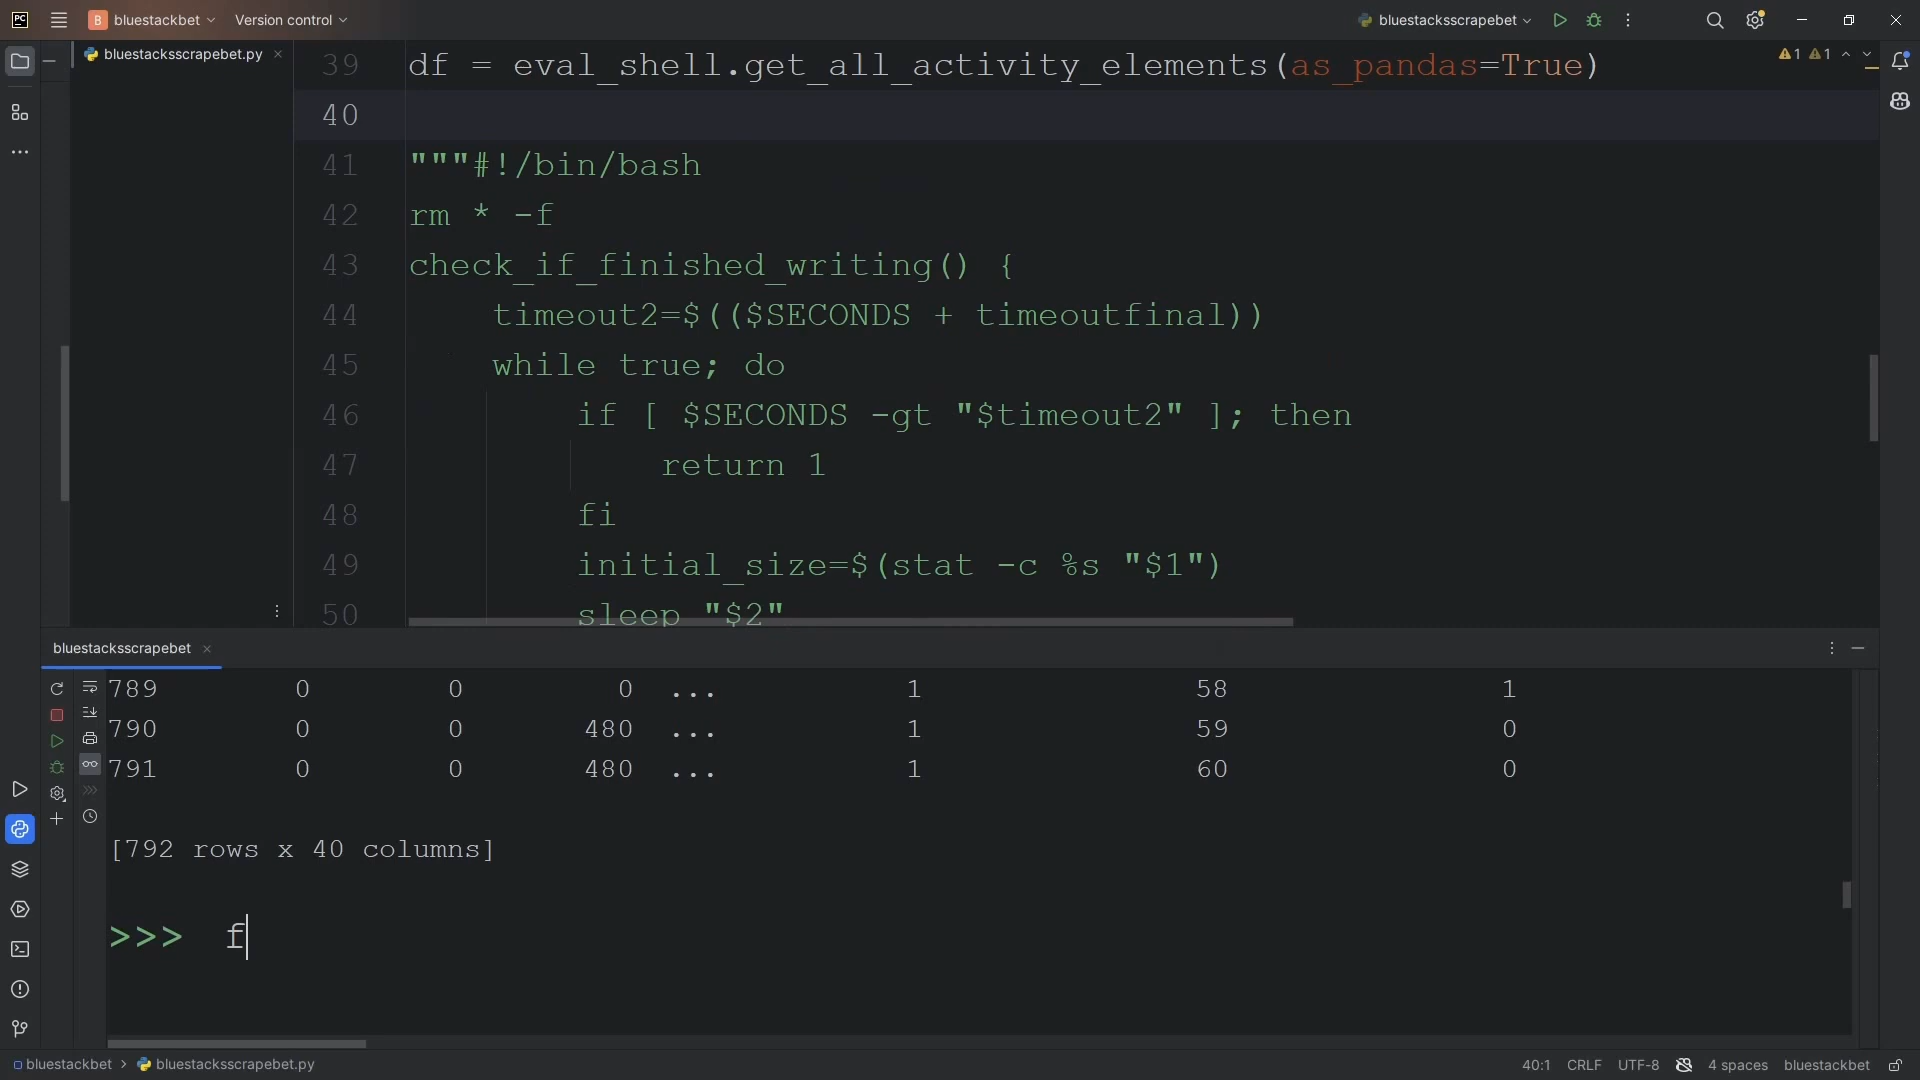 PC B bluestackbet Version control bluestacksscrapebet
bluestacksscrapebet.py
1 1
39 df = eval_shell.get_all_activity_elements(as_pandas=True)
40
41 """#!/bin/bash
42 rm * -f
43 check_if_finished_writing() {
44 timeout2=$(($SECONDS + timeoutfinal))
45 while true; do
46 if [ $SECONDS -gt "$timeout2" ]; then
47 return 1
48 fi
49 initial_size=$(stat -c %s "$1")
50 sleep "$2"
bluestacksscrapebet
789 0 0 0 ... 1 58 1
790 0 0 480 ... 1 59 0
791 0 0 480 ... 1 60 0
[792 rows x 40 columns]
>>> f
bluestackbet > bluestacksscrapebet.py 40:1 CRLF UTF-8 4 spaces bluestackbet